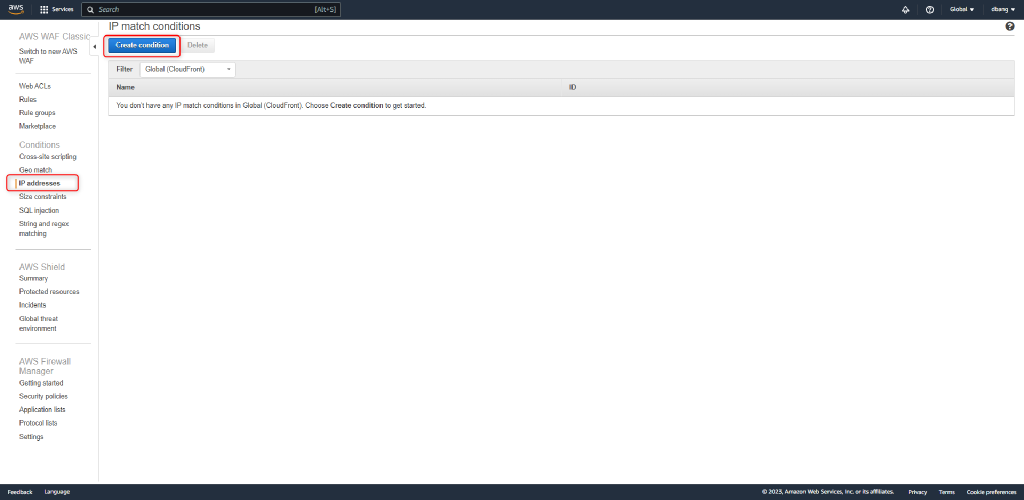 aws
Services
Search
[Alt+S]
Global
dbang
AWS WAF Classic
Switch to new AWS
WAF
Web ACLs
Rules
Rule groups
Marketplace
Conditions
Cross-site scripting
Geo match
IP addresses
Size constraints
SQL injection
String and regex
matching
AWS Shield
Summary
Protected resources
Incidents
Global threat
environment
AWS Firewall
Manager
Getting started
Security policies
Application lists
Protocol lists
Settings
IP match conditions
Create condition
Delete
Filter
Global (CloudFront)
Name
ID
You don't have any IP match conditions in Global (CloudFront). Choose Create condition to get started.
Feedback
Language
© 2023, Amazon Web Services, Inc. or its affiliates.
Privacy
Terms
Cookie preferences